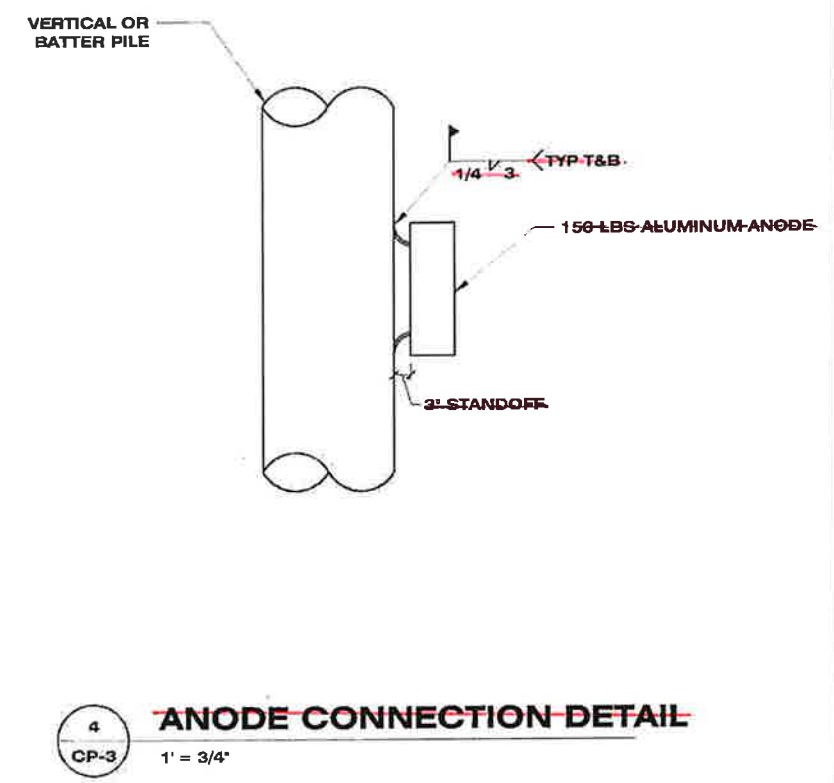 VERTICAL OR
BATTER PILE
TYP T&B
1/4 V 3
150 LBS ALUMINUM ANODE
3" STANDOFF
4
CP-3
ANODE CONNECTION DETAIL
1' = 3/4"